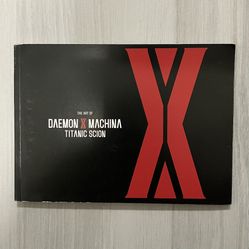 THE ART OF
DAEMON X MACHINA
TITANIC SCION